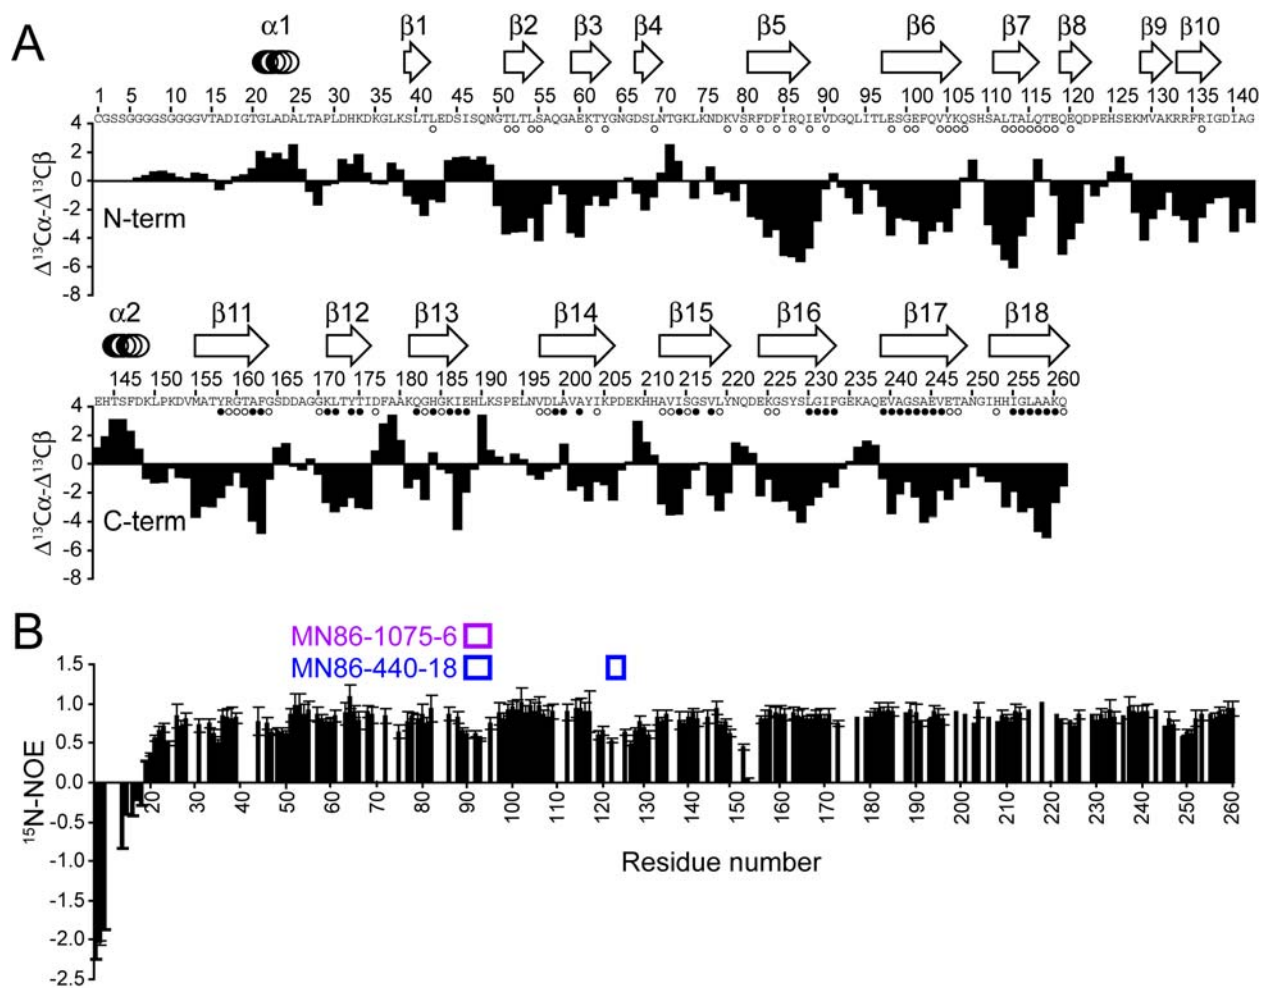 A
α1 β1 β2 β3 β4 β5 β6 β7 β8 β9 β10
1 5 10 15 20 25 30 35 40 45 50 55 60 65 70 75 80 85 90 95 100 105 110 115 120 125 130 135 140
CGSSGGGGSGGGGVTADIGTGLADALTAPLDHKDKGLKSLTLEDSISQNGTLTLSAQGAEKTYGNGDSLNTGKLKNDKVSRFDFIRQIEVDGQLITLESGEFQVYKQSHSALTALQTEQEQDPEHSEKMVAKRRFRIGDIAG
4
2
0
-2
-4
-6
-8
Δ¹³Cα-Δ¹³Cβ
N-term
α2 β11 β12 β13 β14 β15 β16 β17 β18
145 150 155 160 165 170 175 180 185 190 195 200 205 210 215 220 225 230 235 240 245 250 255 260
EHTSFDKLPKDVMATYRGTAFGSDDAGGKLTYTIDFAAKQGHGKIEHLKSPELNVDLAVAYIKPDEKHHAVISGSVLYNQDEKGSYSLGIFGEKAQEVAGSAEVETANGIHHIGLAAKQ
4
2
0
-2
-4
-6
-8
Δ¹³Cα-Δ¹³Cβ
C-term
B
MN86-1075-6
MN86-440-18
1.5
1.0
0.5
0.0
-0.5
-1.0
-1.5
-2.0
-2.5
¹⁵N-NOE
20 30 40 50 60 70 80 90 100 110 120 130 140 150 160 170 180 190 200 210 220 230 240 250 260
Residue number